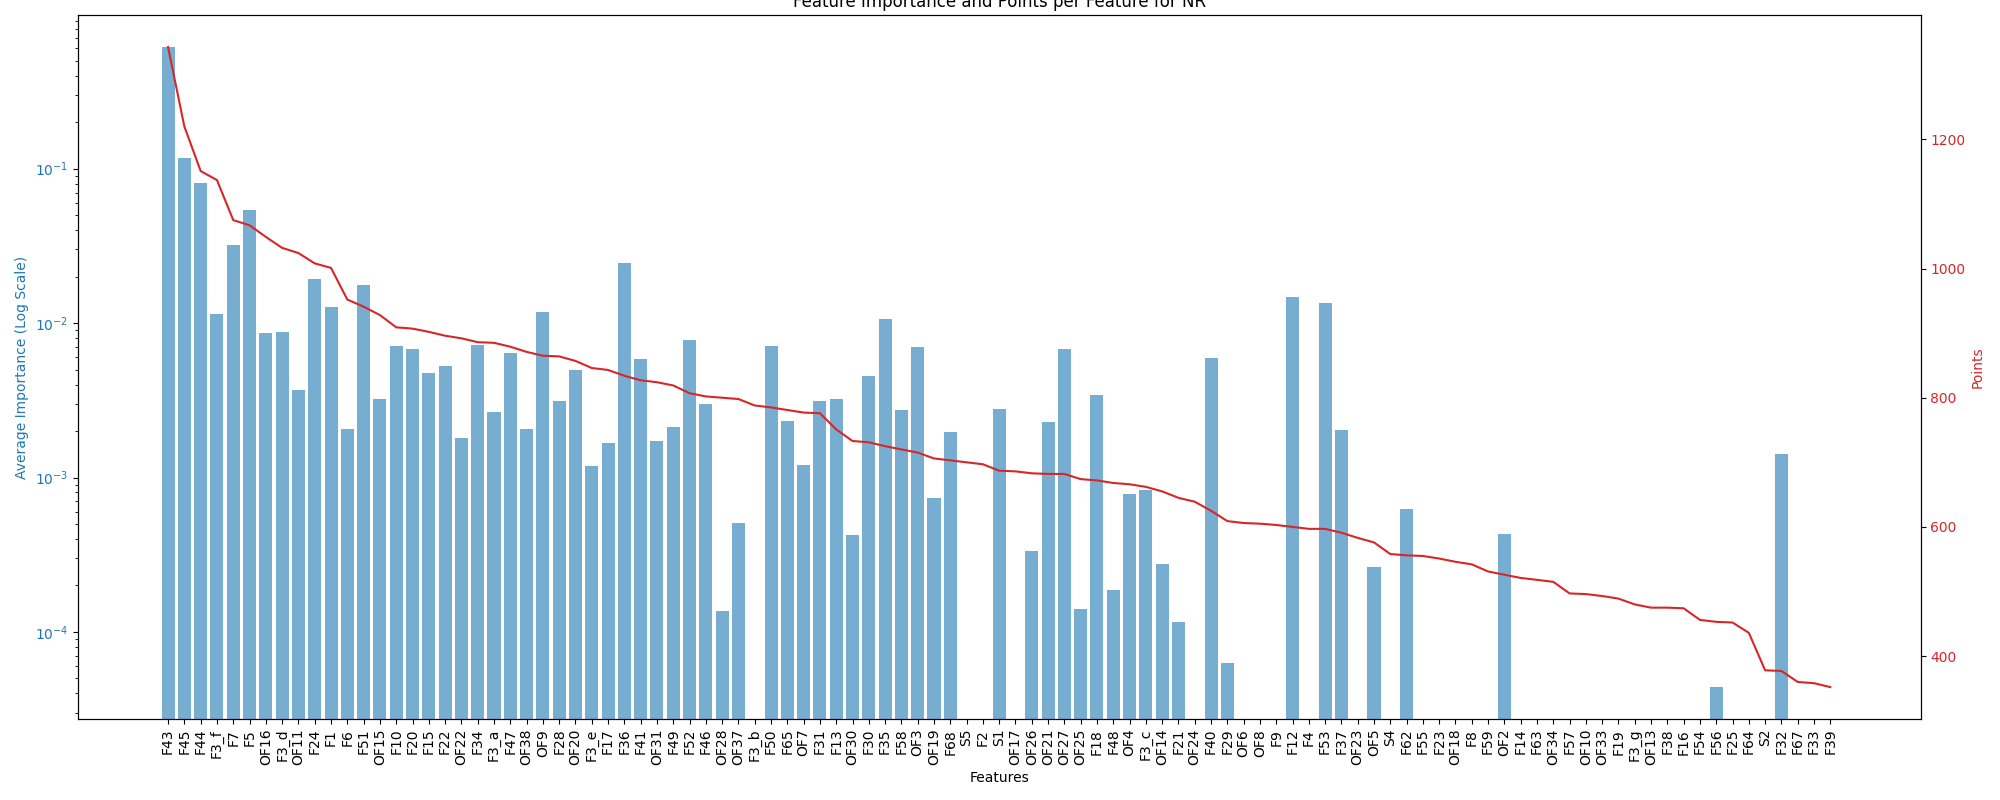 Feature Importance and Points per Feature for NR
Average Importance (Log Scale)
10⁻¹
10⁻²
10⁻³
10⁻⁴
1200
1000
800
600
400
Points
F43 F45 F44 F3_f F7 F5 OF16 F3_d OF11 F24 F1 F6 F51 OF15 F10 F20 F15 F22 OF22 F34 F3_a F47 OF38 OF9 F28 OF20 F3_e F17 F36 F41 OF31 F49 F52 F46 OF28 OF37 F3_b F50 F65 OF7 F31 F13 OF30 F30 F35 F58 OF3 OF19 F68 S5 F2 S1 OF17 OF26 OF21 OF27 OF25 F18 F48 OF4 F3_c OF14 F21 OF24 F40 F29 OF6 OF8 F9 F12 F4 F53 F37 OF23 OF5 S4 F62 F55 F23 OF18 F8 F59 OF2 F14 F63 OF34 F57 OF10 OF33 F19 F3_g OF13 F38 F16 F54 F56 F25 F64 S2 F32 F67 F33 F39
Features